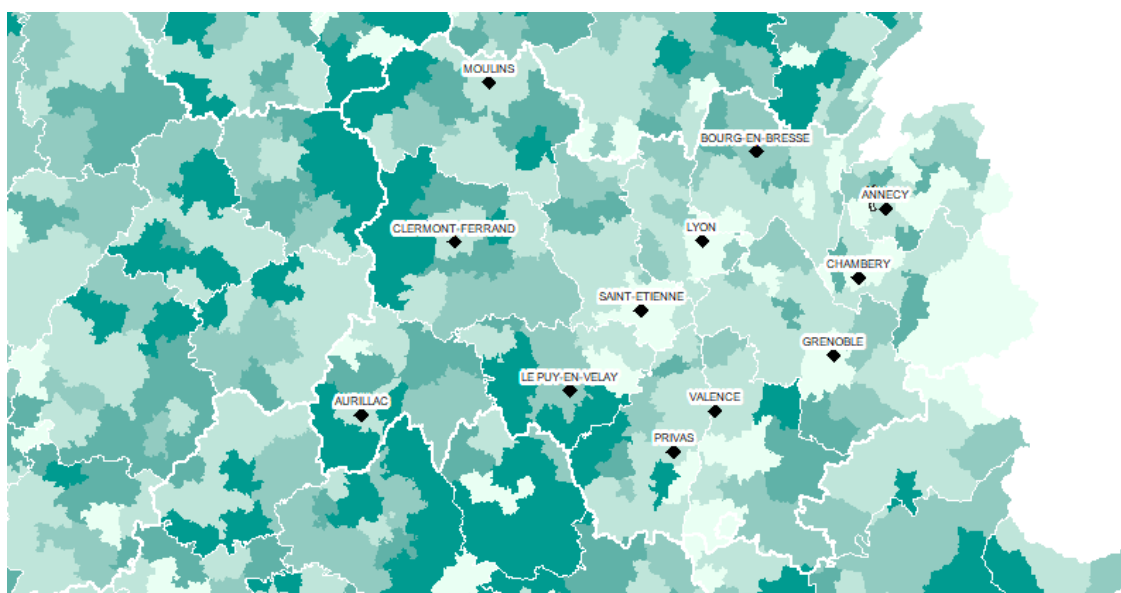 MOULINS
BOURG-EN-BRESSE
ANNECY
CLERMONT-FERRAND
LYON
CHAMBERY
SAINT-ETIENNE
GRENOBLE
LE PUY-EN-VELAY
AURILLAC
VALENCE
PRIVAS